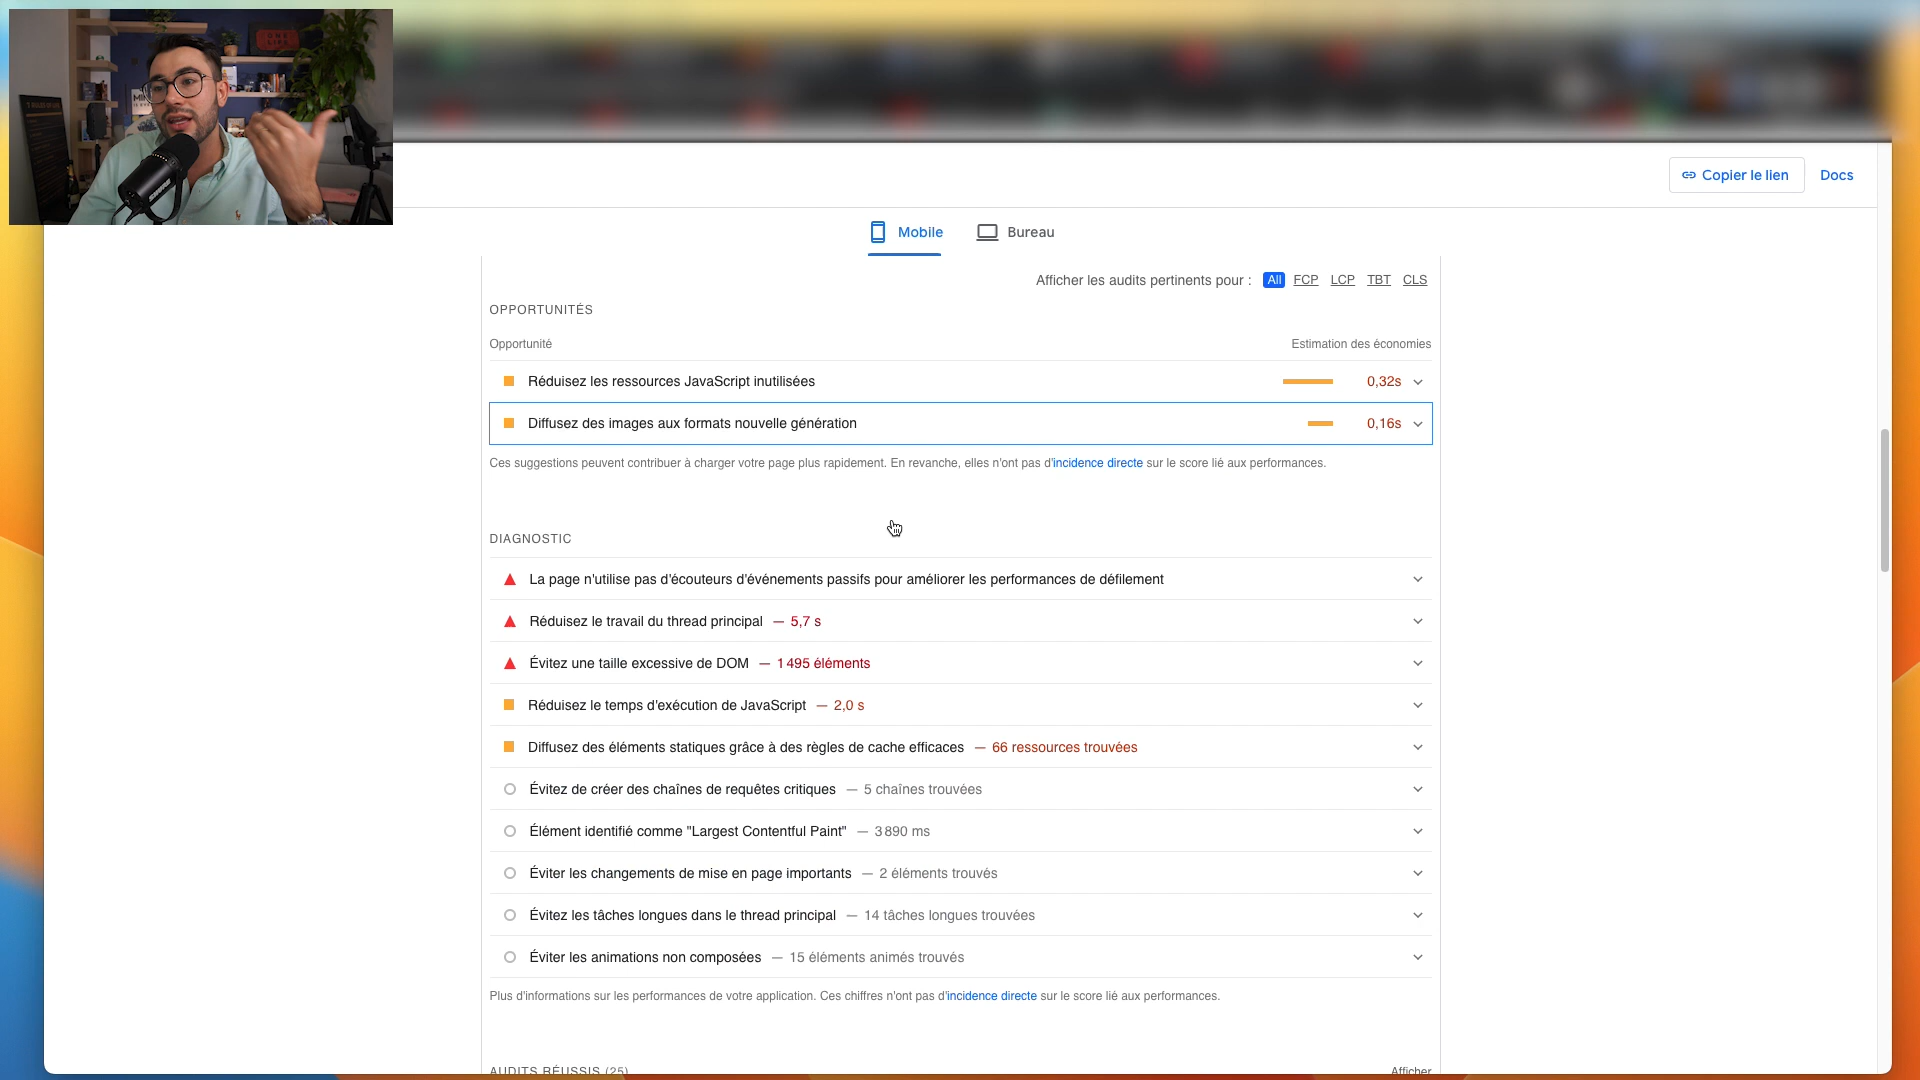 Copier le lien
Docs
Mobile
Bureau
Afficher les audits pertinents pour : All FCP LCP TBT CLS
OPPORTUNITÉS
Opportunité
Estimation des économies
Réduisez les ressources JavaScript inutilisées
0,32s
Diffusez des images aux formats nouvelle génération
0,16s
Ces suggestions peuvent contribuer à charger votre page plus rapidement. En revanche, elles n'ont pas d'incidence directe sur le score lié aux performances.
DIAGNOSTIC
La page n'utilise pas d'écouteurs d'événements passifs pour améliorer les performances de défilement
Réduisez le travail du thread principal — 5,7 s
Évitez une taille excessive de DOM — 1 495 éléments
Réduisez le temps d'exécution de JavaScript — 2,0 s
Diffusez des éléments statiques grâce à des règles de cache efficaces — 66 ressources trouvées
Évitez de créer des chaînes de requêtes critiques — 5 chaînes trouvées
Élément identifié comme "Largest Contentful Paint" — 3 890 ms
Éviter les changements de mise en page importants — 2 éléments trouvés
Évitez les tâches longues dans le thread principal — 14 tâches longues trouvées
Éviter les animations non composées — 15 éléments animés trouvés
Plus d'informations sur les performances de votre application. Ces chiffres n'ont pas d'incidence directe sur le score lié aux performances.
AUDITS RÉUSSIS (25)
Afficher